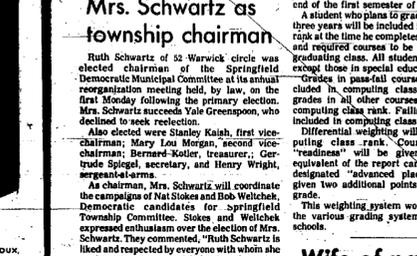 Mrs. Schwartz as
township chairman
Ruth Schwartz of 52 Warwick circle was
elected chairman of the Springfield
Democratic Municipal Committee at its annual
reorganization meeting held, by law, on the
first Monday following the primary election.
Mrs. Schwartz succeeds Yale Greenspoon, who
declined to seek reelection.
Also elected were Stanley Kaish, first vice-
chairman; Mary Lou Morgan, second vice-
chairman; Bernard Kotler, treasurer,; Ger-
trude Spiegel, secretary, and Henry Wright,
sergeant-at-arms.
As chairman, Mrs. Schwartz will coordinate
the campaigns of Nat Stokes and Bob Weltchek,
Democratic candidates for Springfield
Township Committee. Stokes and Weltchek
expressed enthusiasm over the election of Mrs.
Schwartz. They commented, "Ruth Schwartz is
liked and respected by everyone with whom she
end of the first semester of
A student who plans to gra
three years will be included
rank at the time he complete
and required courses to be
graduating class. All student
except those in special educ
Grades in pass-fail course
cluded in computing class
grades in all other courses
computing class rank. Faili
included in computing class
Differential weighting will
puting class rank. Cour
"readiness" will be give
equivalent of the report car
designated "advanced plac
given two additional points
grade.
This weighting system wo
the various grading system
schools.
oux,